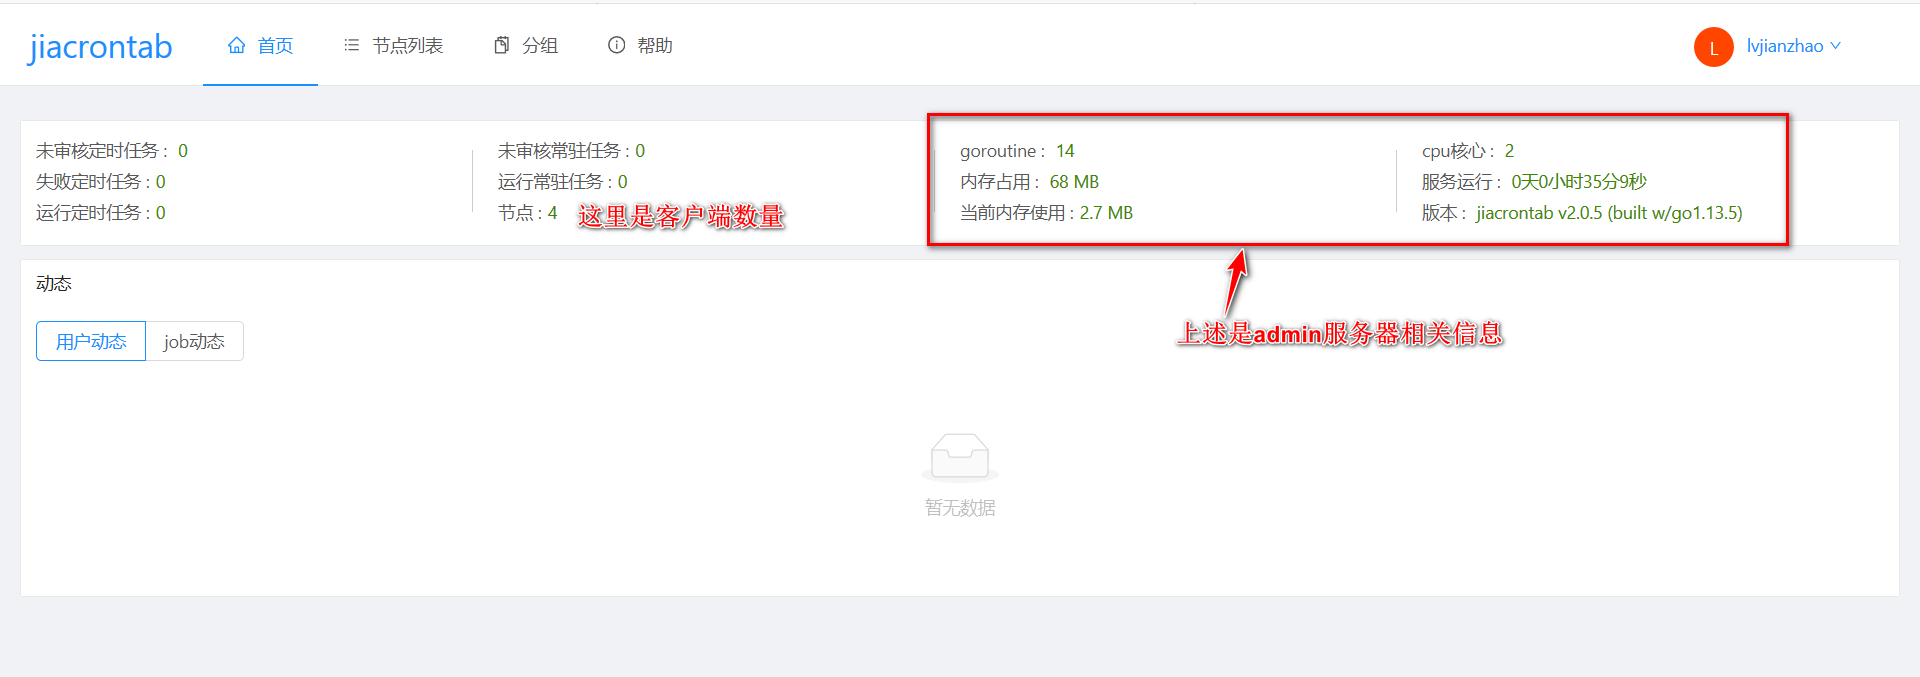 jiacrontab
首页
节点列表
分组
帮助
L
lvjianzhao
未审核定时任务： 0
失败定时任务：0
运行定时任务：0
未审核常驻任务：0
运行常驻任务：0
节点：4
这里是客户端数量
goroutine： 14
内存占用： 68 MB
当前内存使用：2.7 MB
cpu核心： 2
服务运行： 0天0小时35分9秒
版本： jiacrontab v2.0.5 (built w/go1.13.5)
上述是admin服务器相关信息
动态
用户动态
job动态
暂无数据